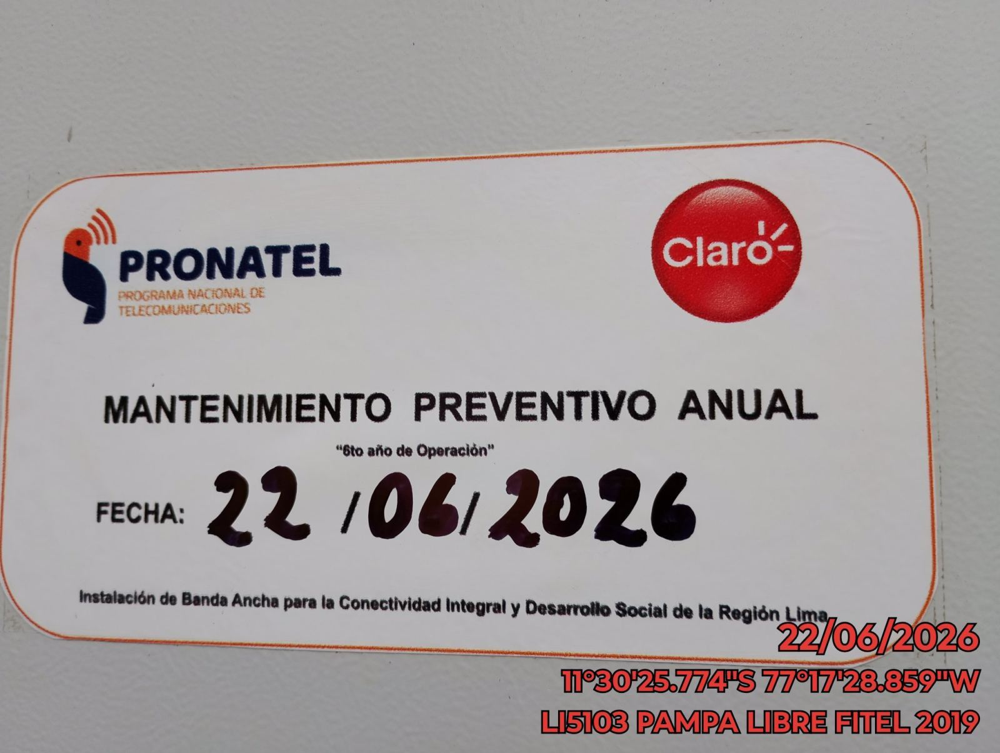 PRONATEL
PROGRAMA NACIONAL DE
TELECOMUNICACIONES
Claro
MANTENIMIENTO PREVENTIVO ANUAL
"6to año de Operación"
FECHA: 22/06/2026
Instalación de Banda Ancha para la Conectividad Integral y Desarrollo Social de la Región Lima
22/06/2026
11°30'25.774"S 77°17'28.859"W
LI5103 PAMPA LIBRE FITEL 2019